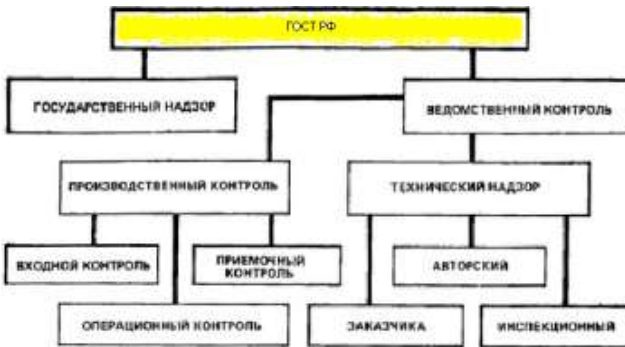 ГОСТ РФ
ГОСУДАРСТВЕННЫЙ НАДЗОР
ВЕДОМСТВЕННЫЙ КОНТРОЛЬ
ПРОИЗВОДСТВЕННЫЙ КОНТРОЛЬ
ТЕХНИЧЕСКИЙ НАДЗОР
ВХОДНОЙ КОНТРОЛЬ
ПРИЕМОЧНЫЙ
КОНТРОЛЬ
АВТОРСКИЙ
ОПЕРАЦИОННЫЙ КОНТРОЛЬ
ЗАКАЗЧИКА
ИНСПЕКЦИОННЫЙ